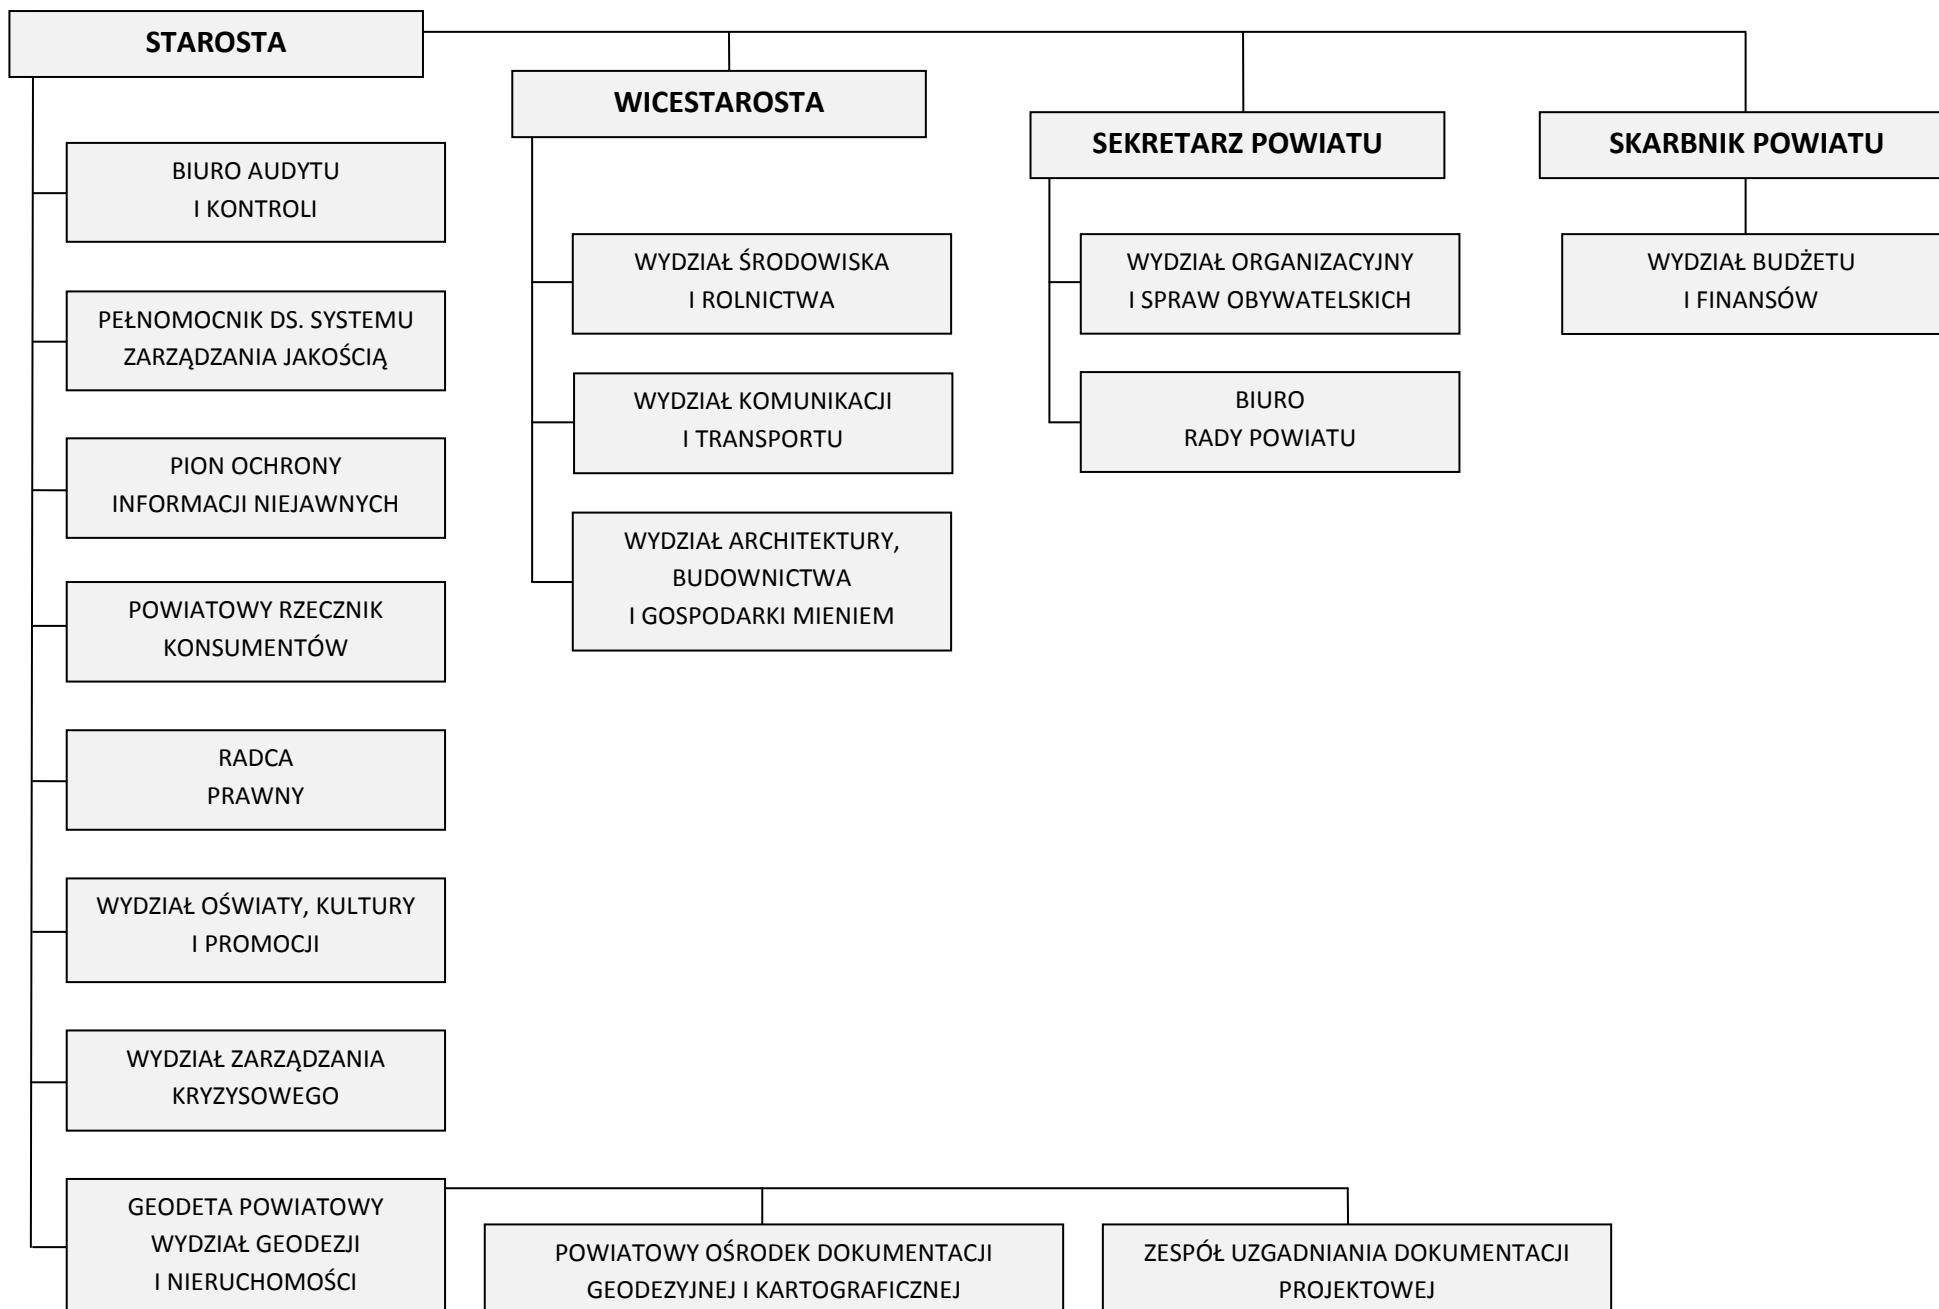 STAROSTA
WICESTAROSTA
SEKRETARZ POWIATU
SKARBNIK POWIATU
BIURO AUDYTU
I KONTROLI
PEŁNOMOCNIK DS. SYSTEMU
ZARZĄDZANIA JAKOŚCIĄ
PION OCHRONY
INFORMACJI NIEJAWNYCH
POWIATOWY RZECZNIK
KONSUMENTÓW
RADCA
PRAWNY
WYDZIAŁ OŚWIATY, KULTURY
I PROMOCJI
WYDZIAŁ ZARZĄDZANIA
KRYZYSOWEGO
GEODETA POWIATOWY
WYDZIAŁ GEODEZJI
I NIERUCHOMOŚCI
WYDZIAŁ ŚRODOWISKA
I ROLNICTWA
WYDZIAŁ KOMUNIKACJI
I TRANSPORTU
WYDZIAŁ ARCHITEKTURY,
BUDOWNICTWA
I GOSPODARKI MIENIEM
WYDZIAŁ ORGANIZACYJNY
I SPRAW OBYWATELSKICH
BIURO
RADY POWIATU
WYDZIAŁ BUDŻETU
I FINANSÓW
POWIATOWY OŚRODEK DOKUMENTACJI
GEODEZYJNEJ I KARTOGRAFICZNEJ
ZESPÓŁ UZGADNIANIA DOKUMENTACJI
PROJEKTOWEJ